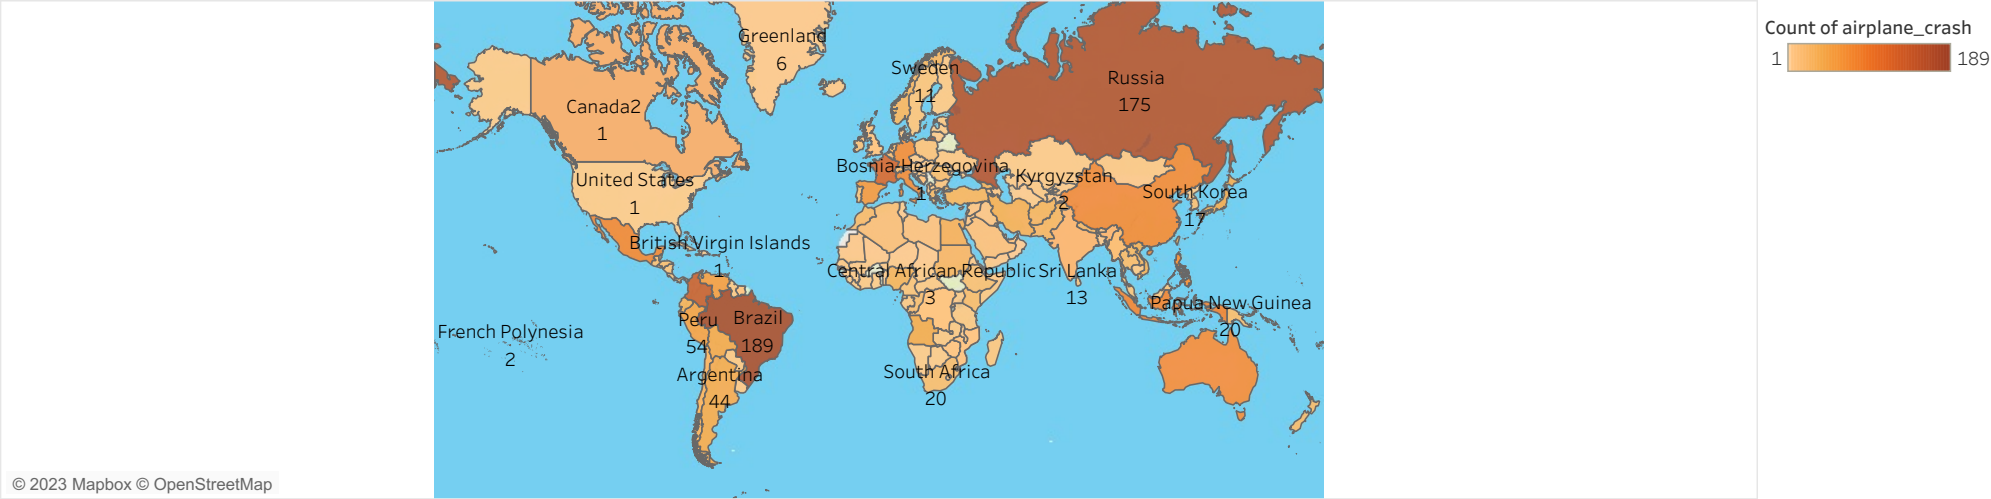 Count of airplane_crash
1 189
Greenland
6
Sweden
11
Russia
175
Canada2
1
Bosnia-Herzegovina
1
Kyrgyzstan
2
United States
1
South Korea
17
British Virgin Islands
1
Central African Republic
3
Sri Lanka
13
Papua New Guinea
20
French Polynesia
2
Peru
54
Brazil
189
Argentina
44
South Africa
20
© 2023 Mapbox © OpenStreetMap